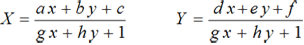 X = (ax + by + c) / (gx + hy + 1)    Y = (dx + ey + f) / (gx + hy + 1)